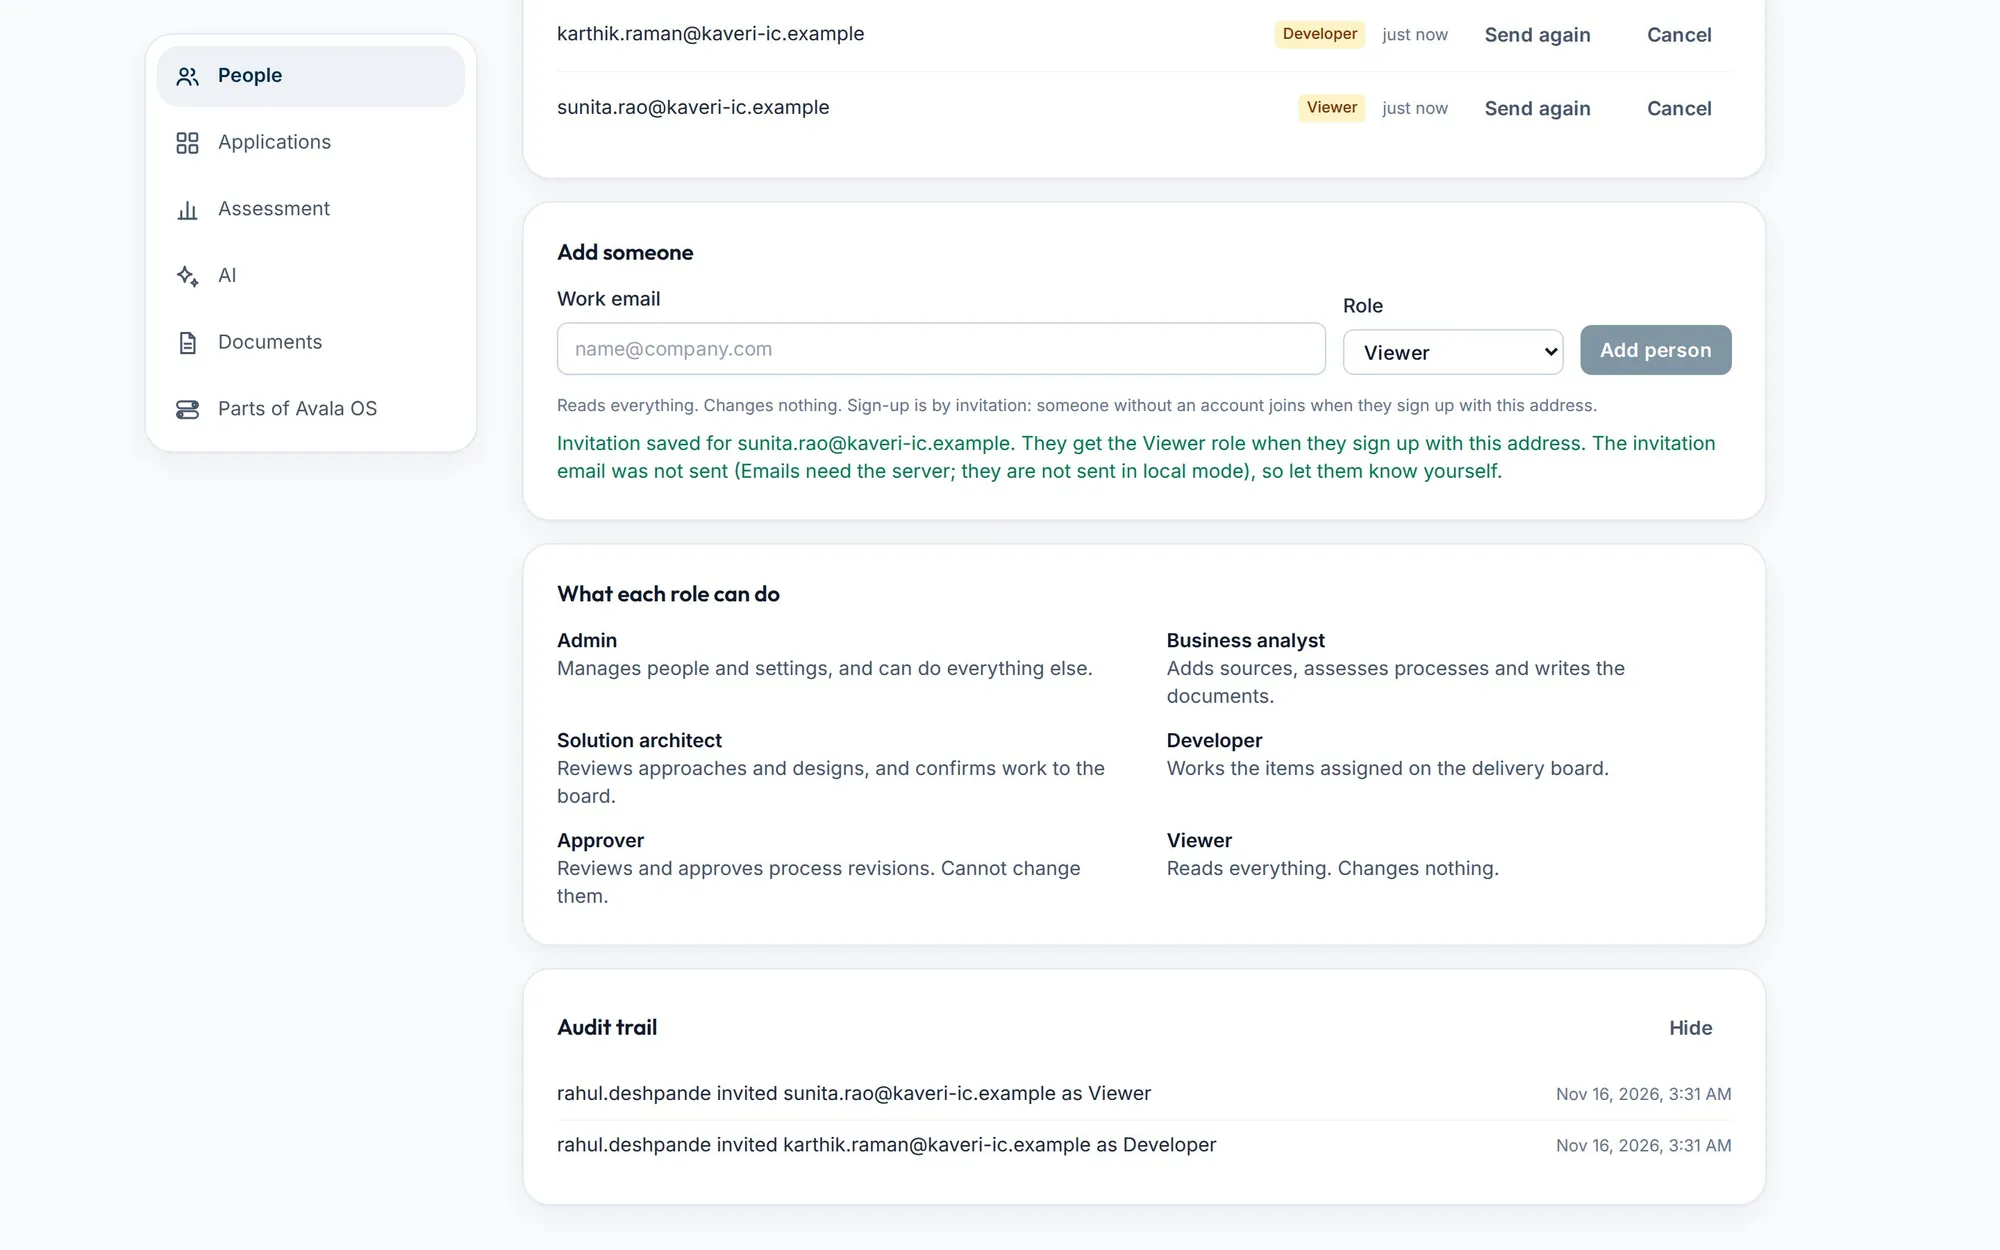 People
Applications
Assessment
AI
Documents
Parts of Avala OS
karthik.raman@kaveri-ic.example Developer just now Send again Cancel
sunita.rao@kaveri-ic.example Viewer just now Send again Cancel
Add someone
Work email
Role
name@company.com
Viewer
Add person
Reads everything. Changes nothing. Sign-up is by invitation: someone without an account joins when they sign up with this address.
Invitation saved for sunita.rao@kaveri-ic.example. They get the Viewer role when they sign up with this address. The invitation
email was not sent (Emails need the server; they are not sent in local mode), so let them know yourself.
What each role can do
Admin
Manages people and settings, and can do everything else.
Business analyst
Adds sources, assesses processes and writes the
documents.
Solution architect
Reviews approaches and designs, and confirms work to the
board.
Developer
Works the items assigned on the delivery board.
Approver
Reviews and approves process revisions. Cannot change
them.
Viewer
Reads everything. Changes nothing.
Audit trail
Hide
rahul.deshpande invited sunita.rao@kaveri-ic.example as Viewer Nov 16, 2026, 3:31 AM
rahul.deshpande invited karthik.raman@kaveri-ic.example as Developer Nov 16, 2026, 3:31 AM